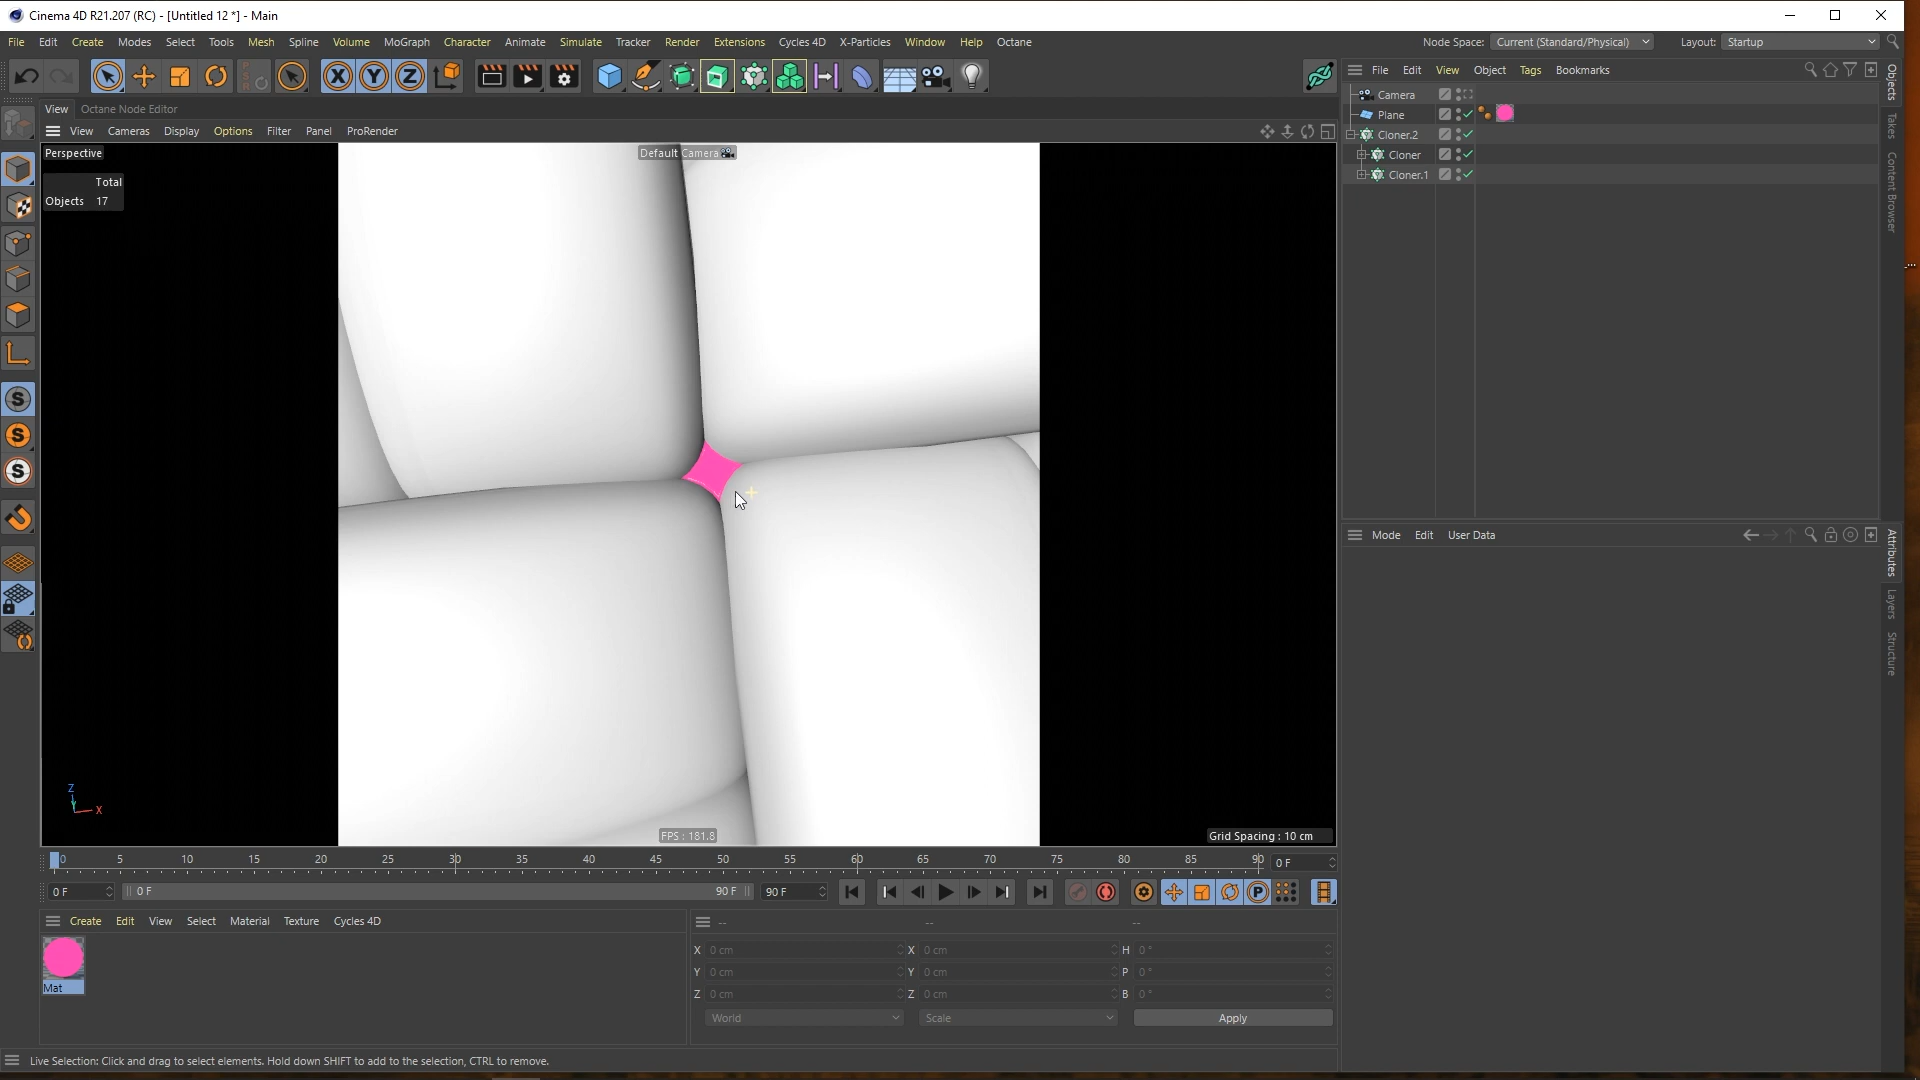 Cinema 4D R21.207 (RC) - [Untitled 12 *] - Main
File Edit Create Modes Select Tools Mesh Spline Volume MoGraph Character Animate Simulate Tracker Render Extensions Cycles 4D X-Particles Window Help Octane
Node Space: Current (Standard/Physical) Layout: Startup
File Edit View Object Tags Bookmarks
View Octane Node Editor
View Cameras Display Options Filter Panel ProRender
Perspective
Default Camera
Total
Objects 17
Camera
Plane
Cloner.2
Cloner
Cloner.1
Objects
Takes
Content Browser
Mode Edit User Data
Attributes
Layers
Structure
Z
Y
X
FPS : 181.8
Grid Spacing : 10 cm
0 5 10 15 20 25 30 35 40 45 50 55 60 65 70 75 80 85 90 0 F
0 F 0 F 90 F 90 F
Create Edit View Select Material Texture Cycles 4D
Mat
-- -- --
X 0 cm X 0 cm H 0 °
Y 0 cm Y 0 cm P 0 °
Z 0 cm Z 0 cm B 0 °
World Scale Apply
Live Selection: Click and drag to select elements. Hold down SHIFT to add to the selection, CTRL to remove.